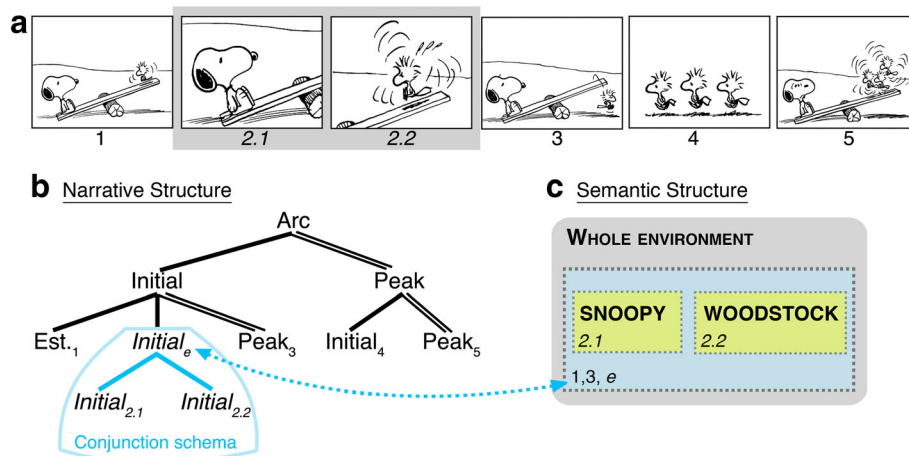 a
1 2.1 2.2 3 4 5
b Narrative Structure
Arc
Initial Peak
Est.1 Initiale Peak3 Initial4 Peak5
Initial2.1 Initial2.2
Conjunction schema
c Semantic Structure
WHOLE ENVIRONMENT
SNOOPY WOODSTOCK
2.1 2.2
1,3, e